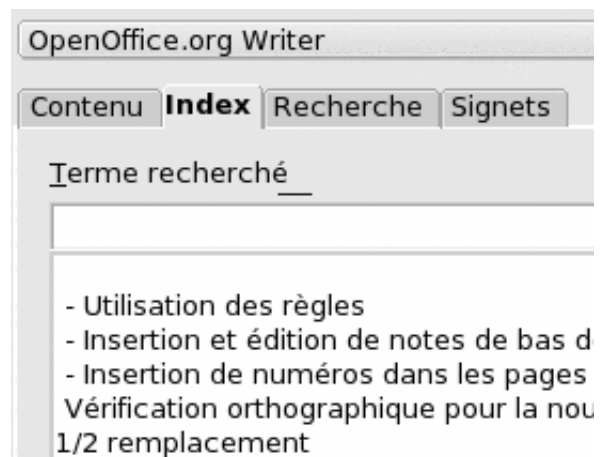 OpenOffice.org Writer
Contenu Index Recherche Signets
Terme recherché
- Utilisation des règles
- Insertion et édition de notes de bas
- Insertion de numéros dans les pages
Vérification orthographique pour la
1/2 remplacement